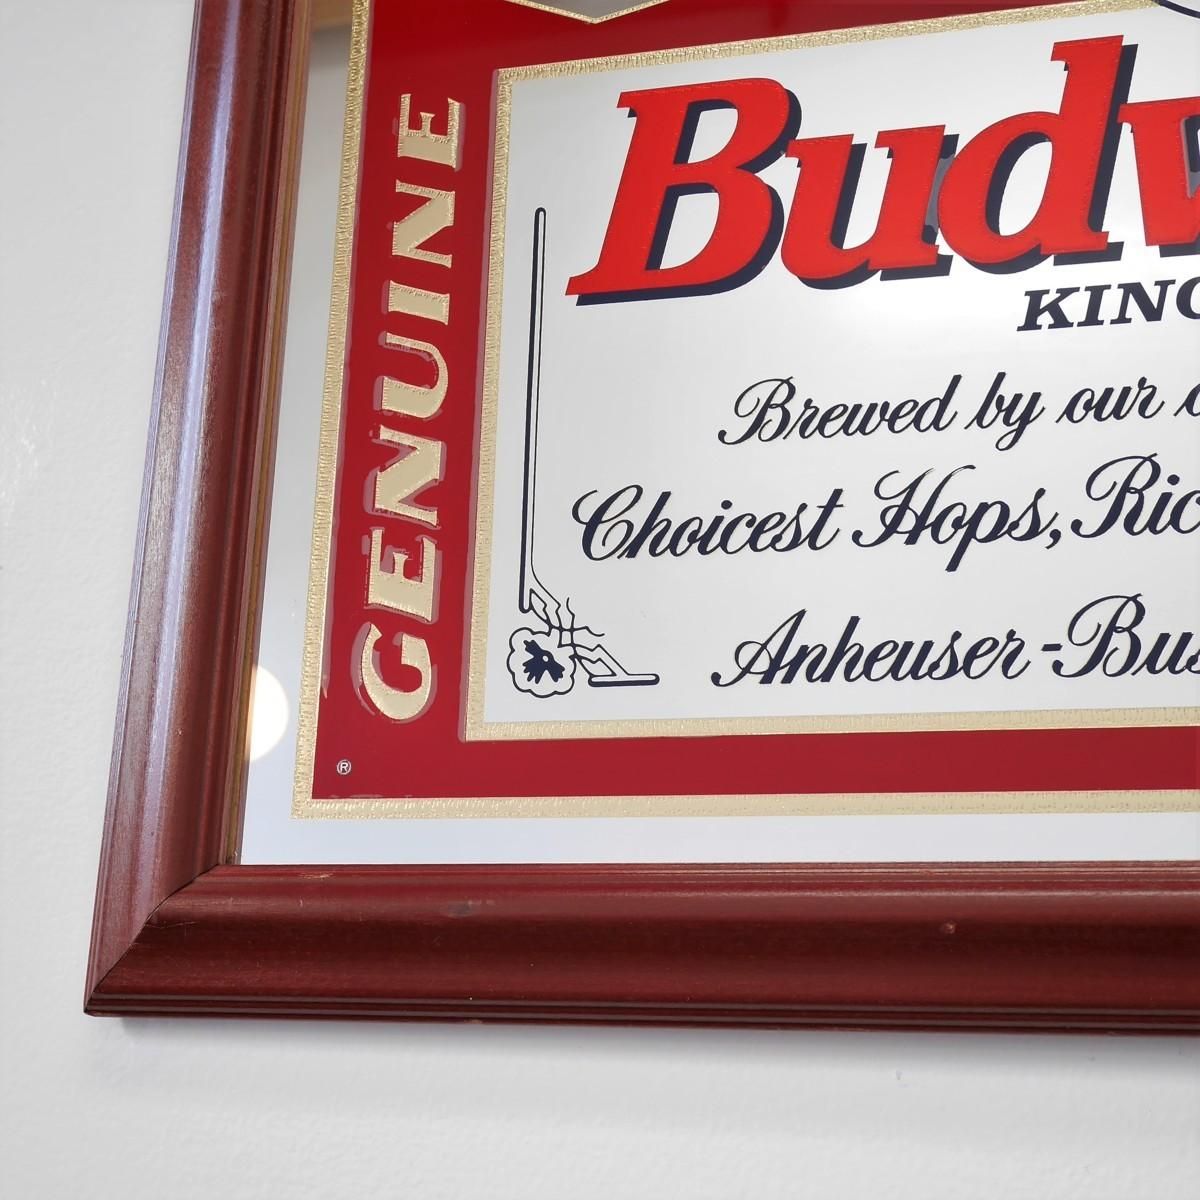 GENUINE
Budw
KING
Brewed by our
Choicest Hops, Ric
Anheuser-Bus
®